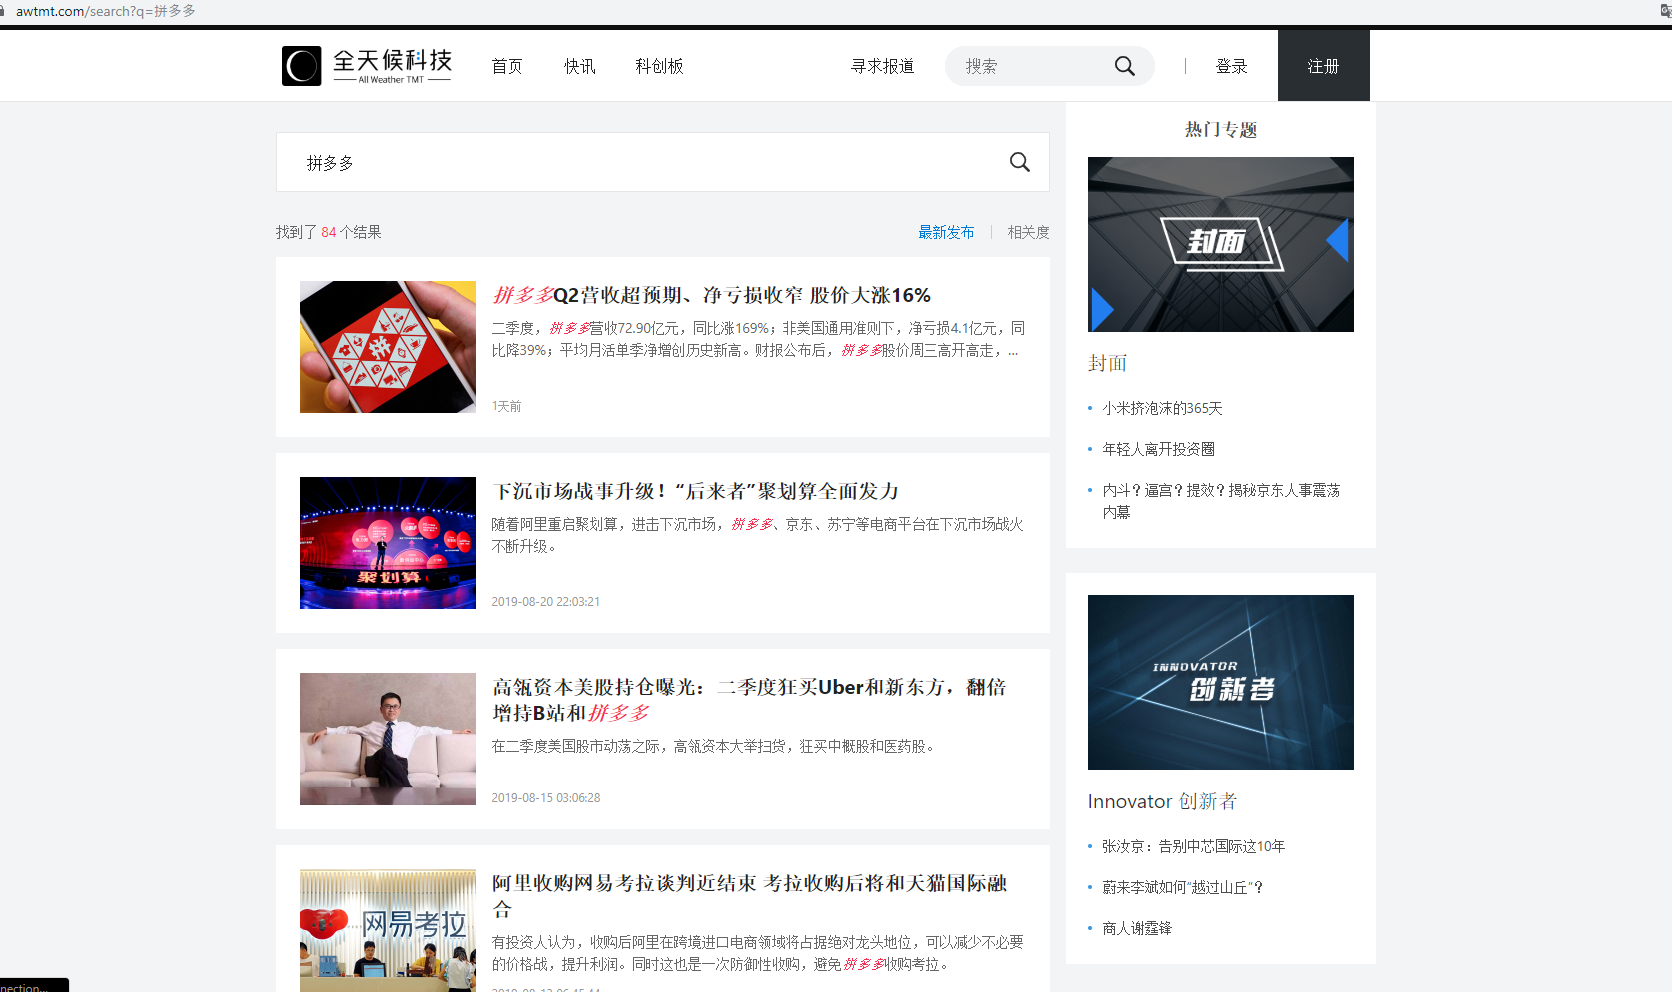 awtmt.com/search?q=拼多多
全天候科技
All Weather TMT
首页
快讯
科创板
寻求报道
搜索
登录
注册
拼多多
找到了 84 个结果
最新发布
相关度
拼多多Q2营收超预期、净亏损收窄 股价大涨16%
二季度，拼多多营收72.90亿元，同比涨169%；非美国通用准则下，净亏损4.1亿元，同
比降39%；平均月活单季净增创历史新高。财报公布后，拼多多股价周三高开高走，...
1天前
下沉市场战事升级！“后来者”聚划算全面发力
随着阿里重启聚划算，进击下沉市场，拼多多、京东、苏宁等电商平台在下沉市场战火
不断升级。
聚划算
2019-08-20 22:03:21
高瓴资本美股持仓曝光：二季度狂买Uber和新东方，翻倍
增持B站和拼多多
在二季度美国股市动荡之际，高瓴资本大举扫货，狂买中概股和医药股。
2019-08-15 03:06:28
阿里收购网易考拉谈判近结束 考拉收购后将和天猫国际融
合
网易考拉
有投资人认为，收购后阿里在跨境进口电商领域将占据绝对龙头地位，可以减少不必要
的价格战，提升利润。同时这也是一次防御性收购，避免拼多多收购考拉。
热门专题
封面
封面
小米挤泡沫的365天
年轻人离开投资圈
内斗？逼宫？提效？揭秘京东人事震荡
内幕
INNOVATOR
创新者
Innovator 创新者
张汝京：告别中芯国际这10年
蔚来李斌如何“越过山丘”？
商人谢霆锋
nection...